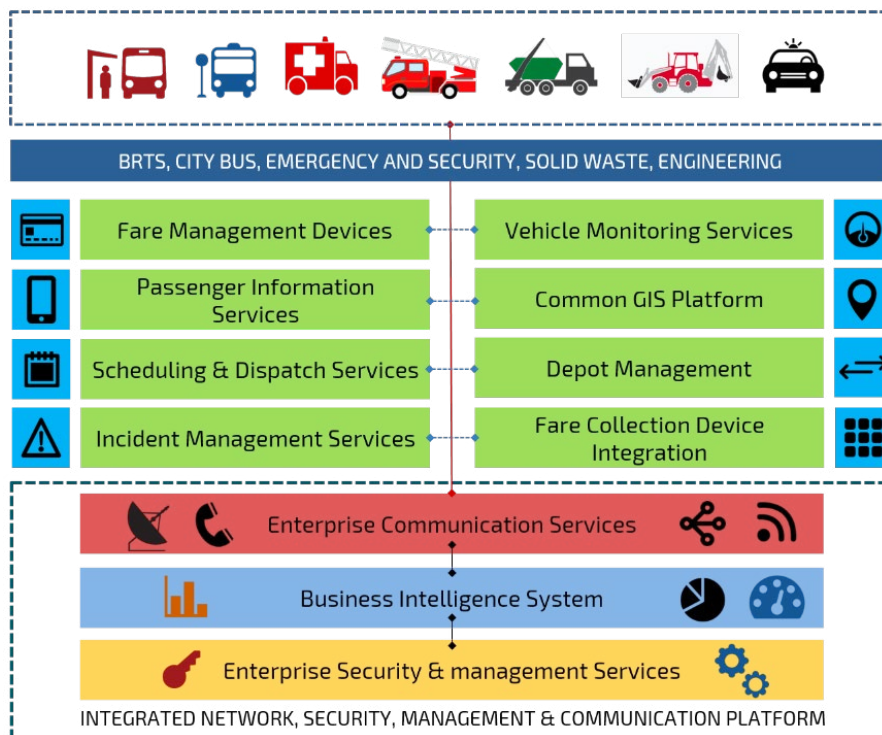 BRTS, CITY BUS, EMERGENCY AND SECURITY, SOLID WASTE, ENGINEERING
Fare Management Devices
Vehicle Monitoring Services
Passenger Information
Services
Common GIS Platform
Scheduling & Dispatch Services
Depot Management
Incident Management Services
Fare Collection Device
Integration
Enterprise Communication Services
Business Intelligence System
Enterprise Security & management Services
INTEGRATED NETWORK, SECURITY, MANAGEMENT & COMMUNICATION PLATFORM